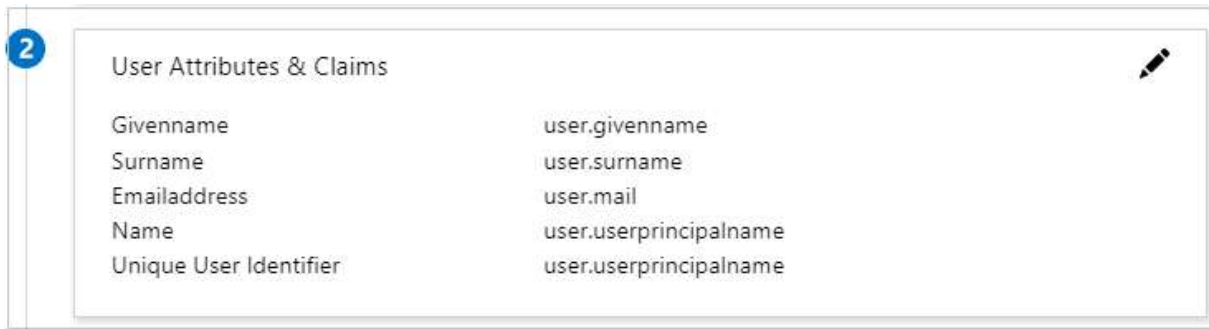 2
User Attributes & Claims
Givenname user.givenname
Surname user.surname
Emailaddress user.mail
Name user.userprincipalname
Unique User Identifier user.userprincipalname